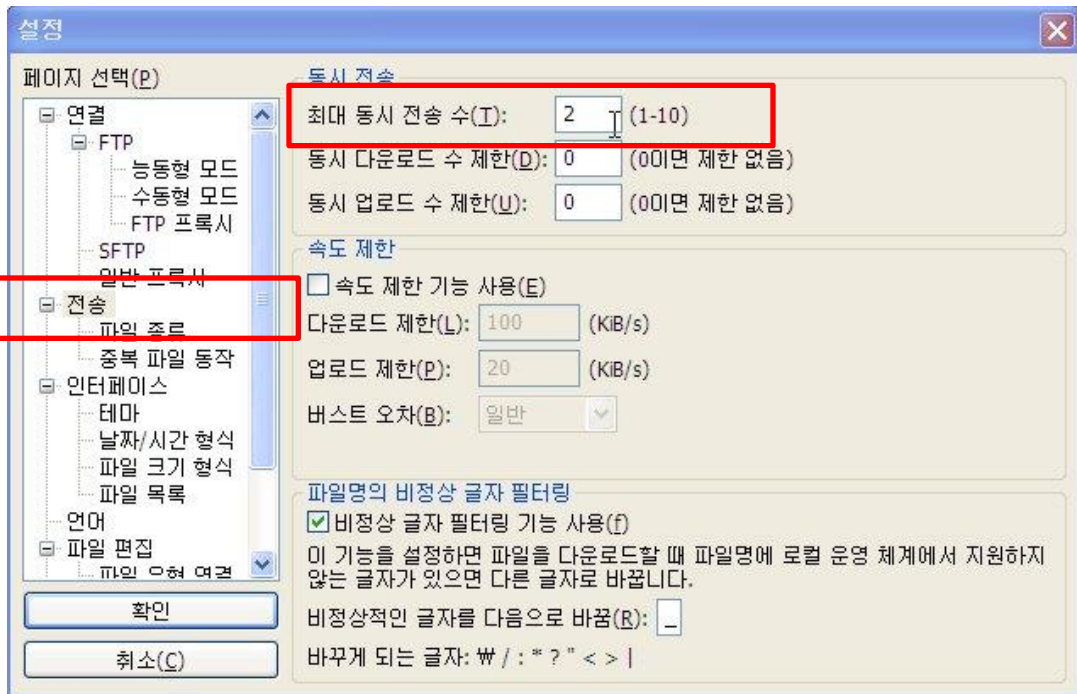 설정
페이지 선택(P)
연결
FTP
능동형 모드
수동형 모드
FTP 프록시
SFTP
일반 프록시
전송
파일 종류
중복 파일 동작
인터페이스
테마
날짜/시간 형식
파일 크기 형식
파일 목록
언어
파일 편집
파일 유형 연결
확인
취소(C)
동시 전송
최대 동시 전송 수(T): 2 (1-10)
동시 다운로드 수 제한(D): 0 (0이면 제한 없음)
동시 업로드 수 제한(U): 0 (0이면 제한 없음)
속도 제한
속도 제한 기능 사용(E)
다운로드 제한(L): 100 (KiB/s)
업로드 제한(P): 20 (KiB/s)
버스트 오차(B): 일반
파일명의 비정상 글자 필터링
비정상 글자 필터링 기능 사용(f)
이 기능을 설정하면 파일을 다운로드할 때 파일명에 로컬 운영 체계에서 지원하지
않는 글자가 있으면 다른 글자로 바꿉니다.
비정상적인 글자를 다음으로 바꿈(R): _
바꾸게 되는 글자: ₩ / : * ? " < > |